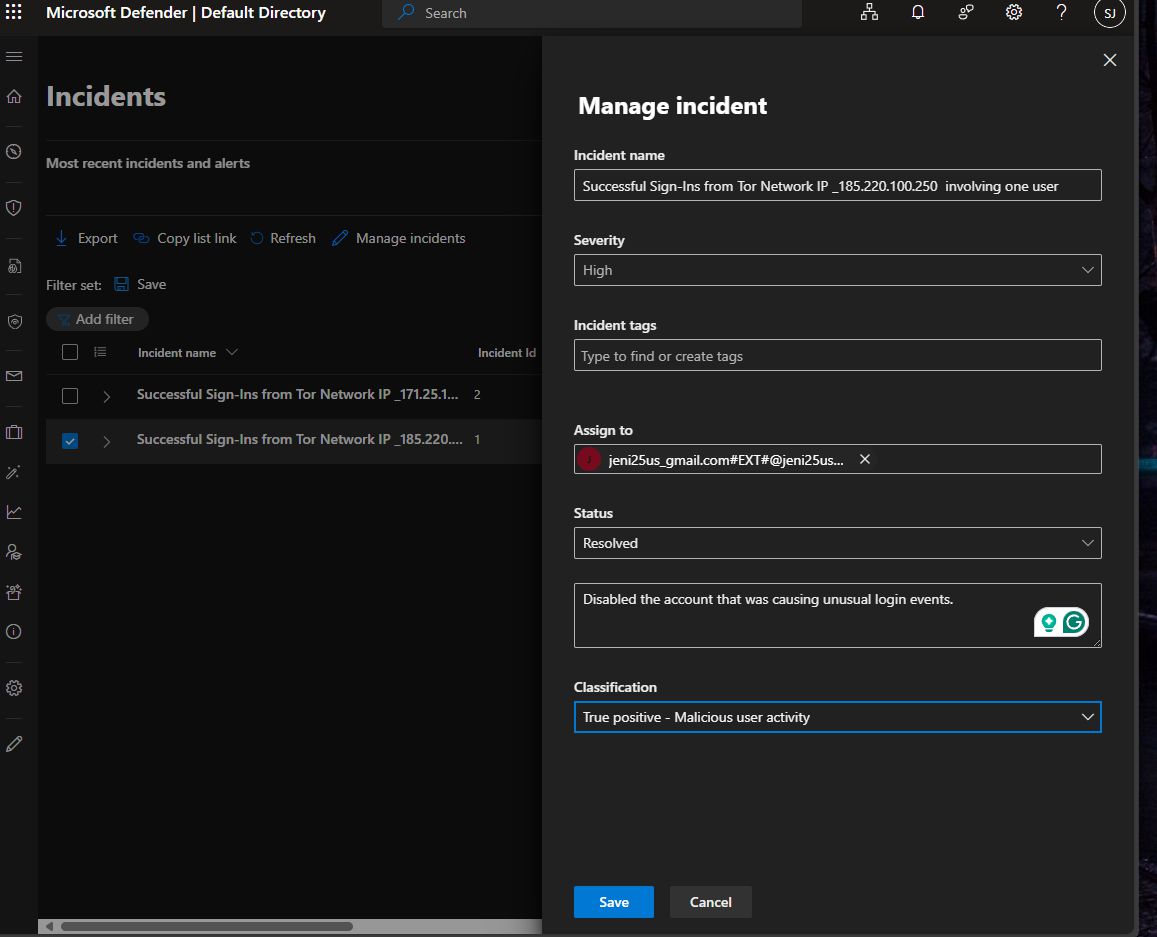 Microsoft Defender | Default Directory
Search
SJ
Incidents
Most recent incidents and alerts
Export Copy list link Refresh Manage incidents
Filter set: Save
Add filter
Incident name Incident Id
Successful Sign-Ins from Tor Network IP _171.25.1... 2
Successful Sign-Ins from Tor Network IP _185.220.... 1
Manage incident
Incident name
Successful Sign-Ins from Tor Network IP _185.220.100.250 involving one user
Severity
High
Incident tags
Type to find or create tags
Assign to
J jeni25us_gmail.com#EXT#@jeni25us...
Status
Resolved
Disabled the account that was causing unusual login events.
Classification
True positive - Malicious user activity
Save Cancel